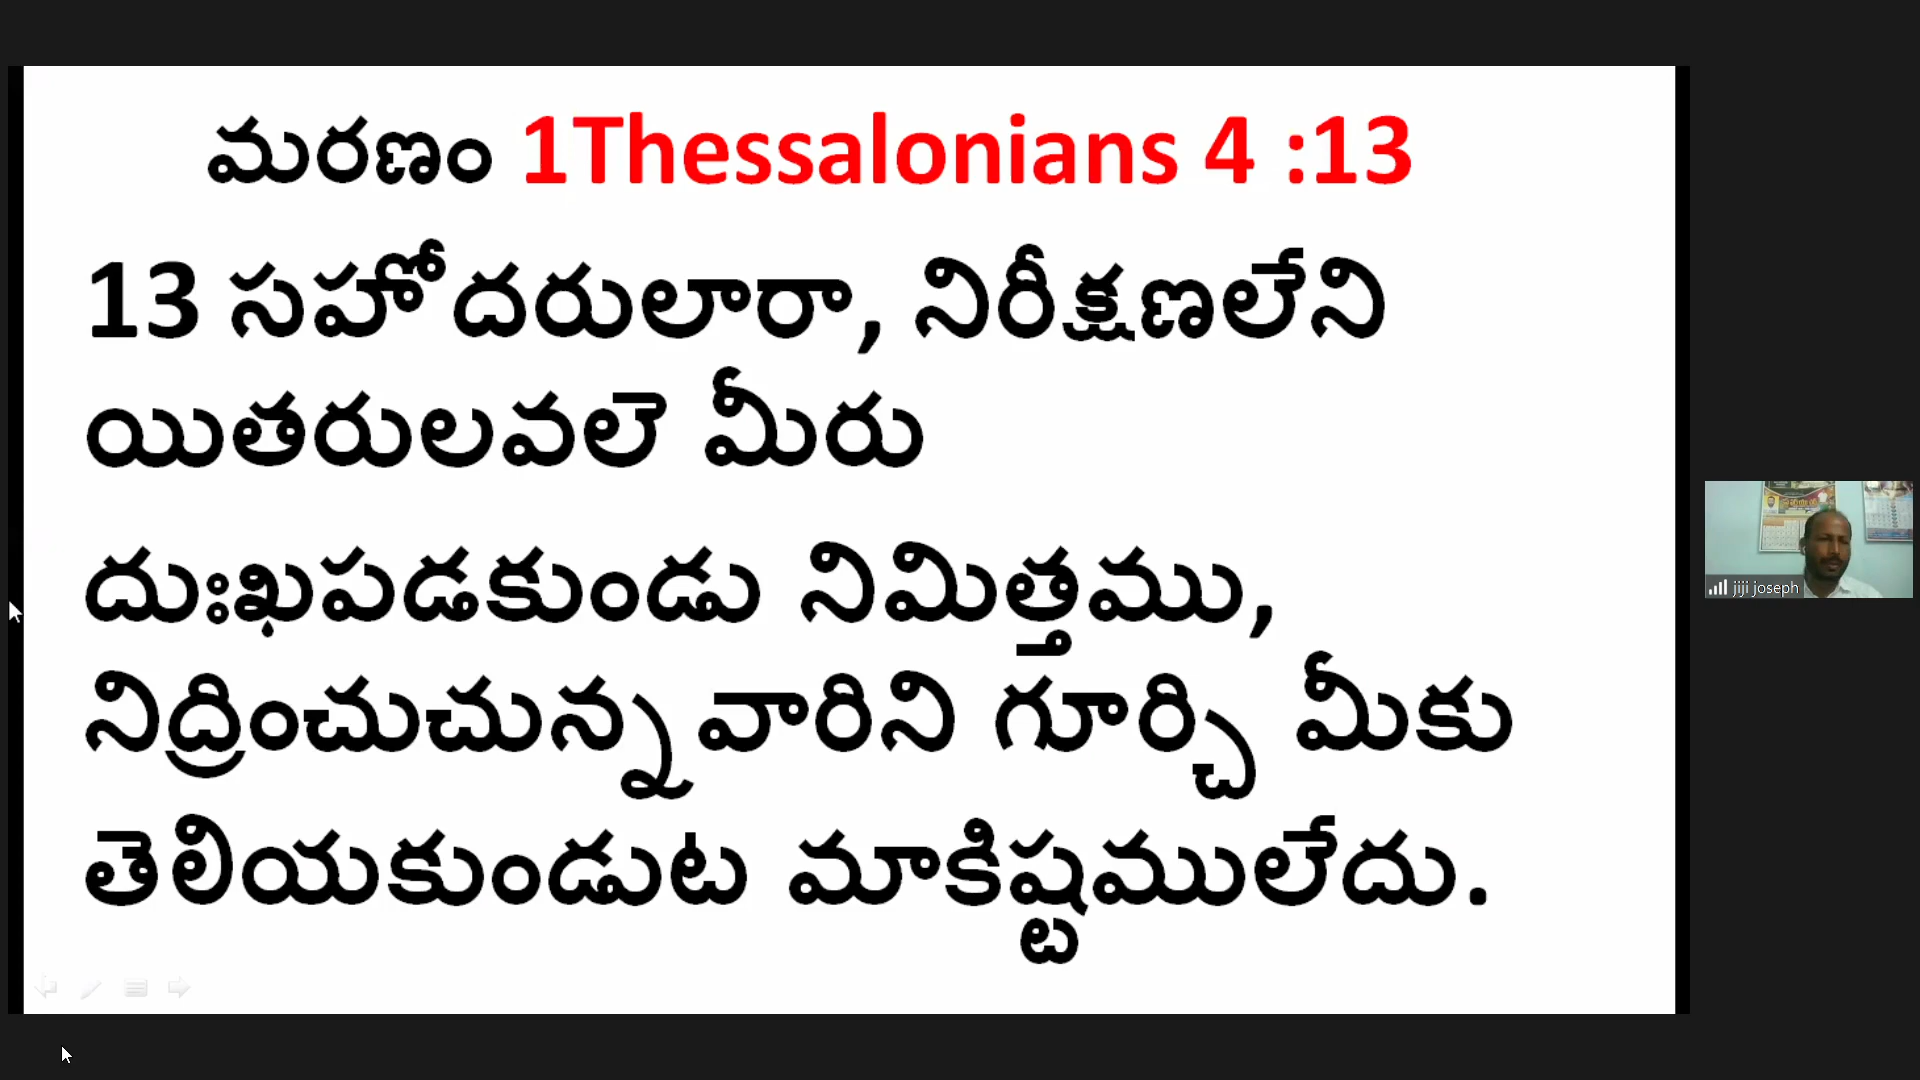 మరణం 1Thessalonians 4 :13
13 సహోదరులారా, నిరీక్షణలేని
యితరులవలె మీరు
దుఃఖపడకుండు నిమిత్తము,
నిద్రించుచున్నవారిని గూర్చి మీకు
తెలియకుండుట మాకిష్టములేదు.
jiji joseph